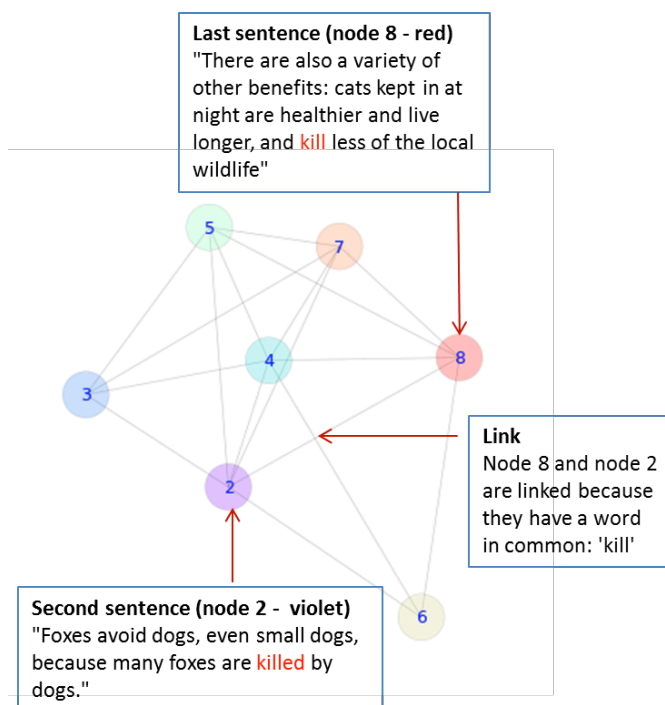 Last sentence (node 8 - red)
"There are also a variety of
other benefits: cats kept in at
night are healthier and live
longer, and kill less of the local
wildlife"
5
7
4
8
3
2
Link
Node 8 and node 2
are linked because
they have a word
in common: 'kill'
6
Second sentence (node 2 - violet)
"Foxes avoid dogs, even small dogs,
because many foxes are killed by
dogs."